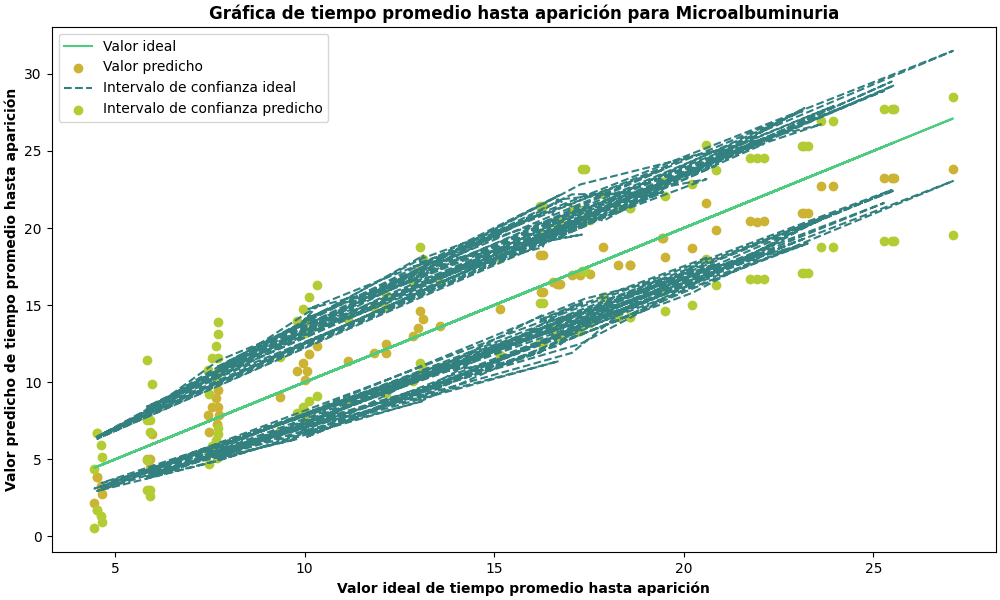 Gráfica de tiempo promedio hasta aparición para Microalbuminuria
Valor ideal
Valor predicho
Intervalo de confianza ideal
Intervalo de confianza predicho
Valor predicho de tiempo promedio hasta aparición
30
25
20
15
10
5
0
5
10
15
20
25
Valor ideal de tiempo promedio hasta aparición